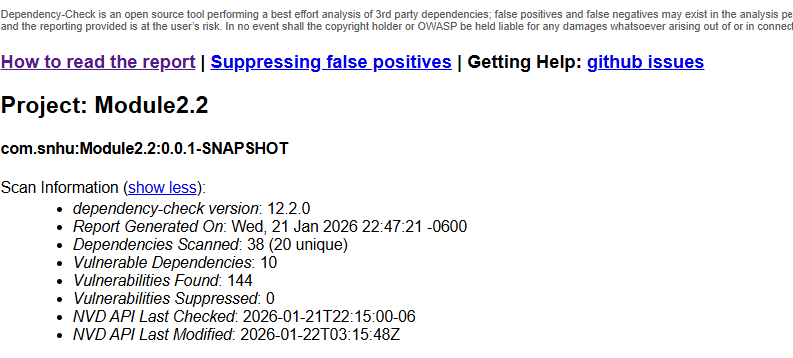 Dependency-Check is an open source tool performing a best effort analysis of 3rd party dependencies; false positives and false negatives may exist in the analysis pe
and the reporting provided is at the user's risk. In no event shall the copyright holder or OWASP be held liable for any damages whatsoever arising out of or in connec
How to read the report | Suppressing false positives | Getting Help: github issues
Project: Module2.2
com.snhu:Module2.2:0.0.1-SNAPSHOT
Scan Information (show less):
• dependency-check version: 12.2.0
• Report Generated On: Wed, 21 Jan 2026 22:47:21 -0600
• Dependencies Scanned: 38 (20 unique)
• Vulnerable Dependencies: 10
• Vulnerabilities Found: 144
• Vulnerabilities Suppressed: 0
• NVD API Last Checked: 2026-01-21T22:15:00-06
• NVD API Last Modified: 2026-01-22T03:15:48Z